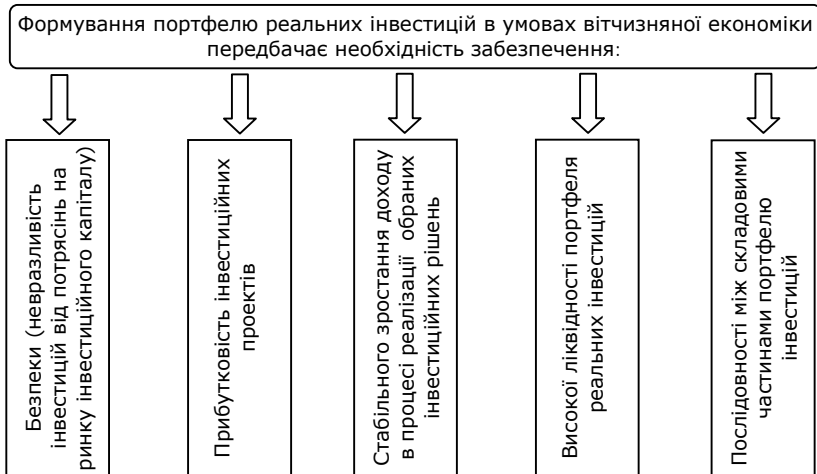 Формування портфелю реальних інвестицій в умовах вітчизняної економіки
передбачає необхідність забезпечення:
Безпеки (невразливість
інвестицій від потрясінь на
ринку інвестиційного капіталу)
Прибутковість інвестиційних
проектів
Стабільного зростання доходу
в процесі реалізації обраних
інвестиційних рішень
Високої ліквідності портфеля
реальних інвестицій
Послідовності між складовими
частинами портфелю
інвестицій